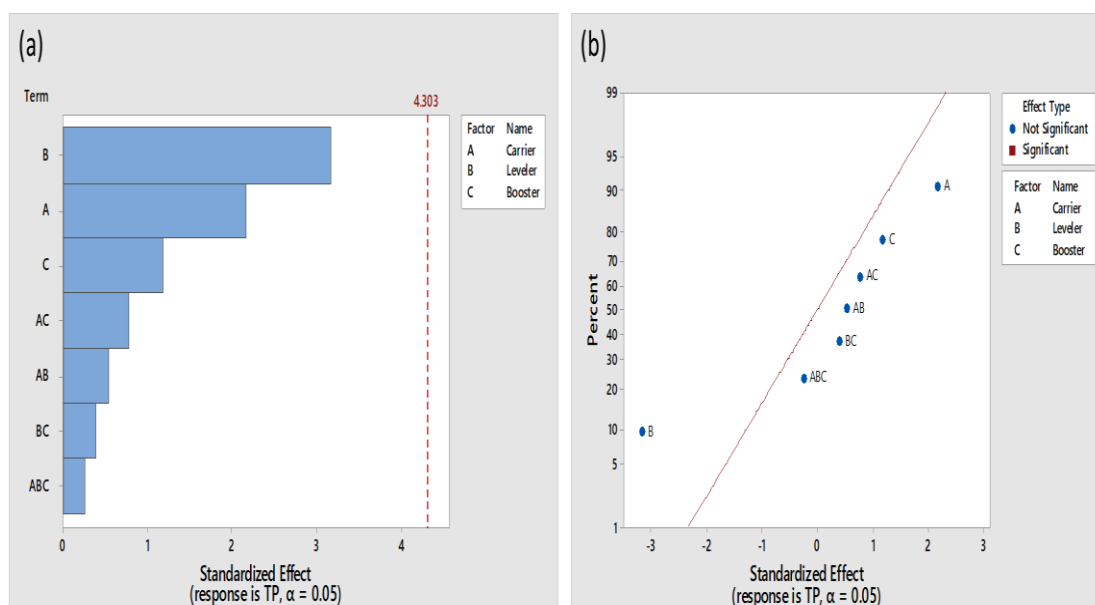 (a)
Term
4.303
B
A
C
AC
AB
BC
ABC
0 1 2 3 4
Standardized Effect
(response is TP, α = 0.05)
Factor Name
A Carrier
B Leveler
C Booster
(b)
Percent
99
95
90
80
70
60
50
40
30
20
10
5
1
A
C
AC
AB
BC
ABC
B
-3 -2 -1 0 1 2 3
Standardized Effect
(response is TP, α = 0.05)
Effect Type
Not Significant
Significant
Factor Name
A Carrier
B Leveler
C Booster